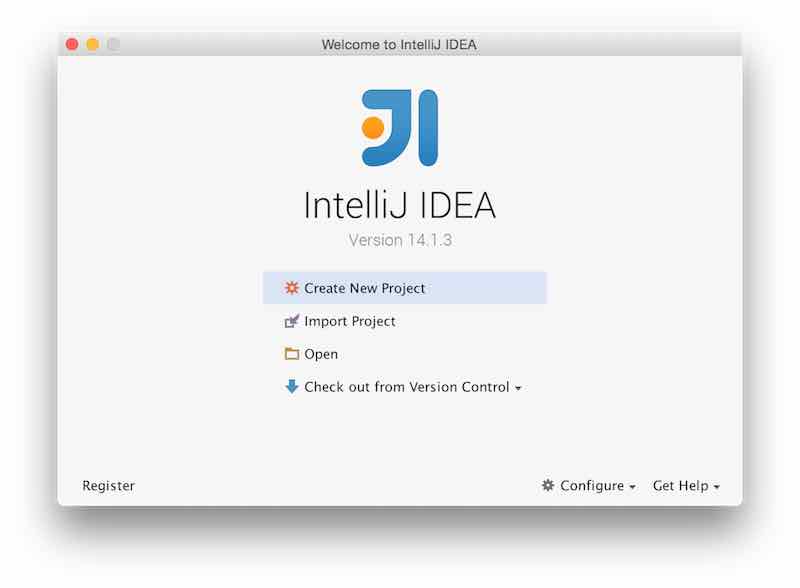 Welcome to IntelliJ IDEA
IntelliJ IDEA
Version 14.1.3
Create New Project
Import Project
Open
Check out from Version Control
Register
Configure
Get Help